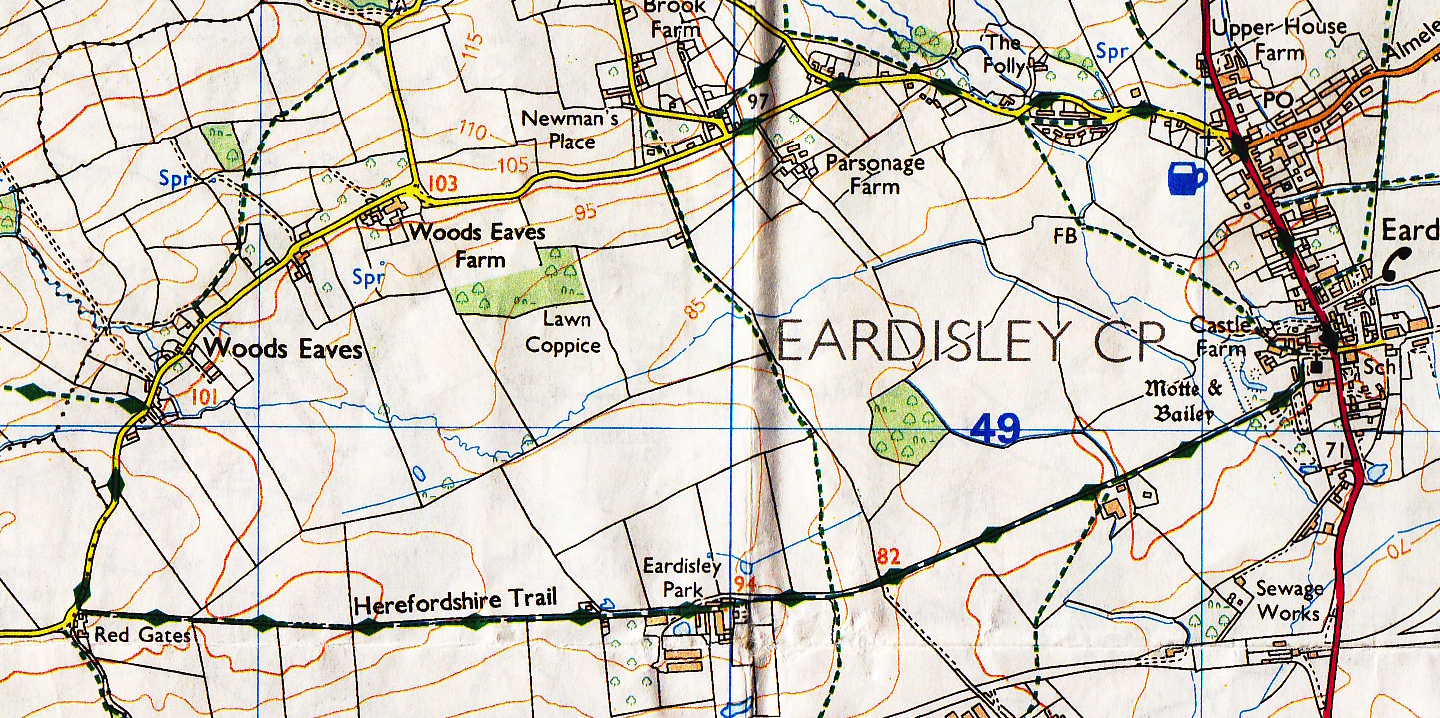 Brook
Farm
115
'The
Folly'
Spr
Upper House
Farm
Almele
PO
97
Newman's
Place
110
105
Parsonage
Farm
Spr
103
95
Woods Eaves
Farm
FB
Eard
Spr
85
Lawn
Coppice
EARDISLEY CP
Castle
Farm
Woods Eaves
Sch
Motte &
Bailey
101
49
71
82
70
Eardisley
Park
94
Herefordshire Trail
Sewage
Works
Red Gates